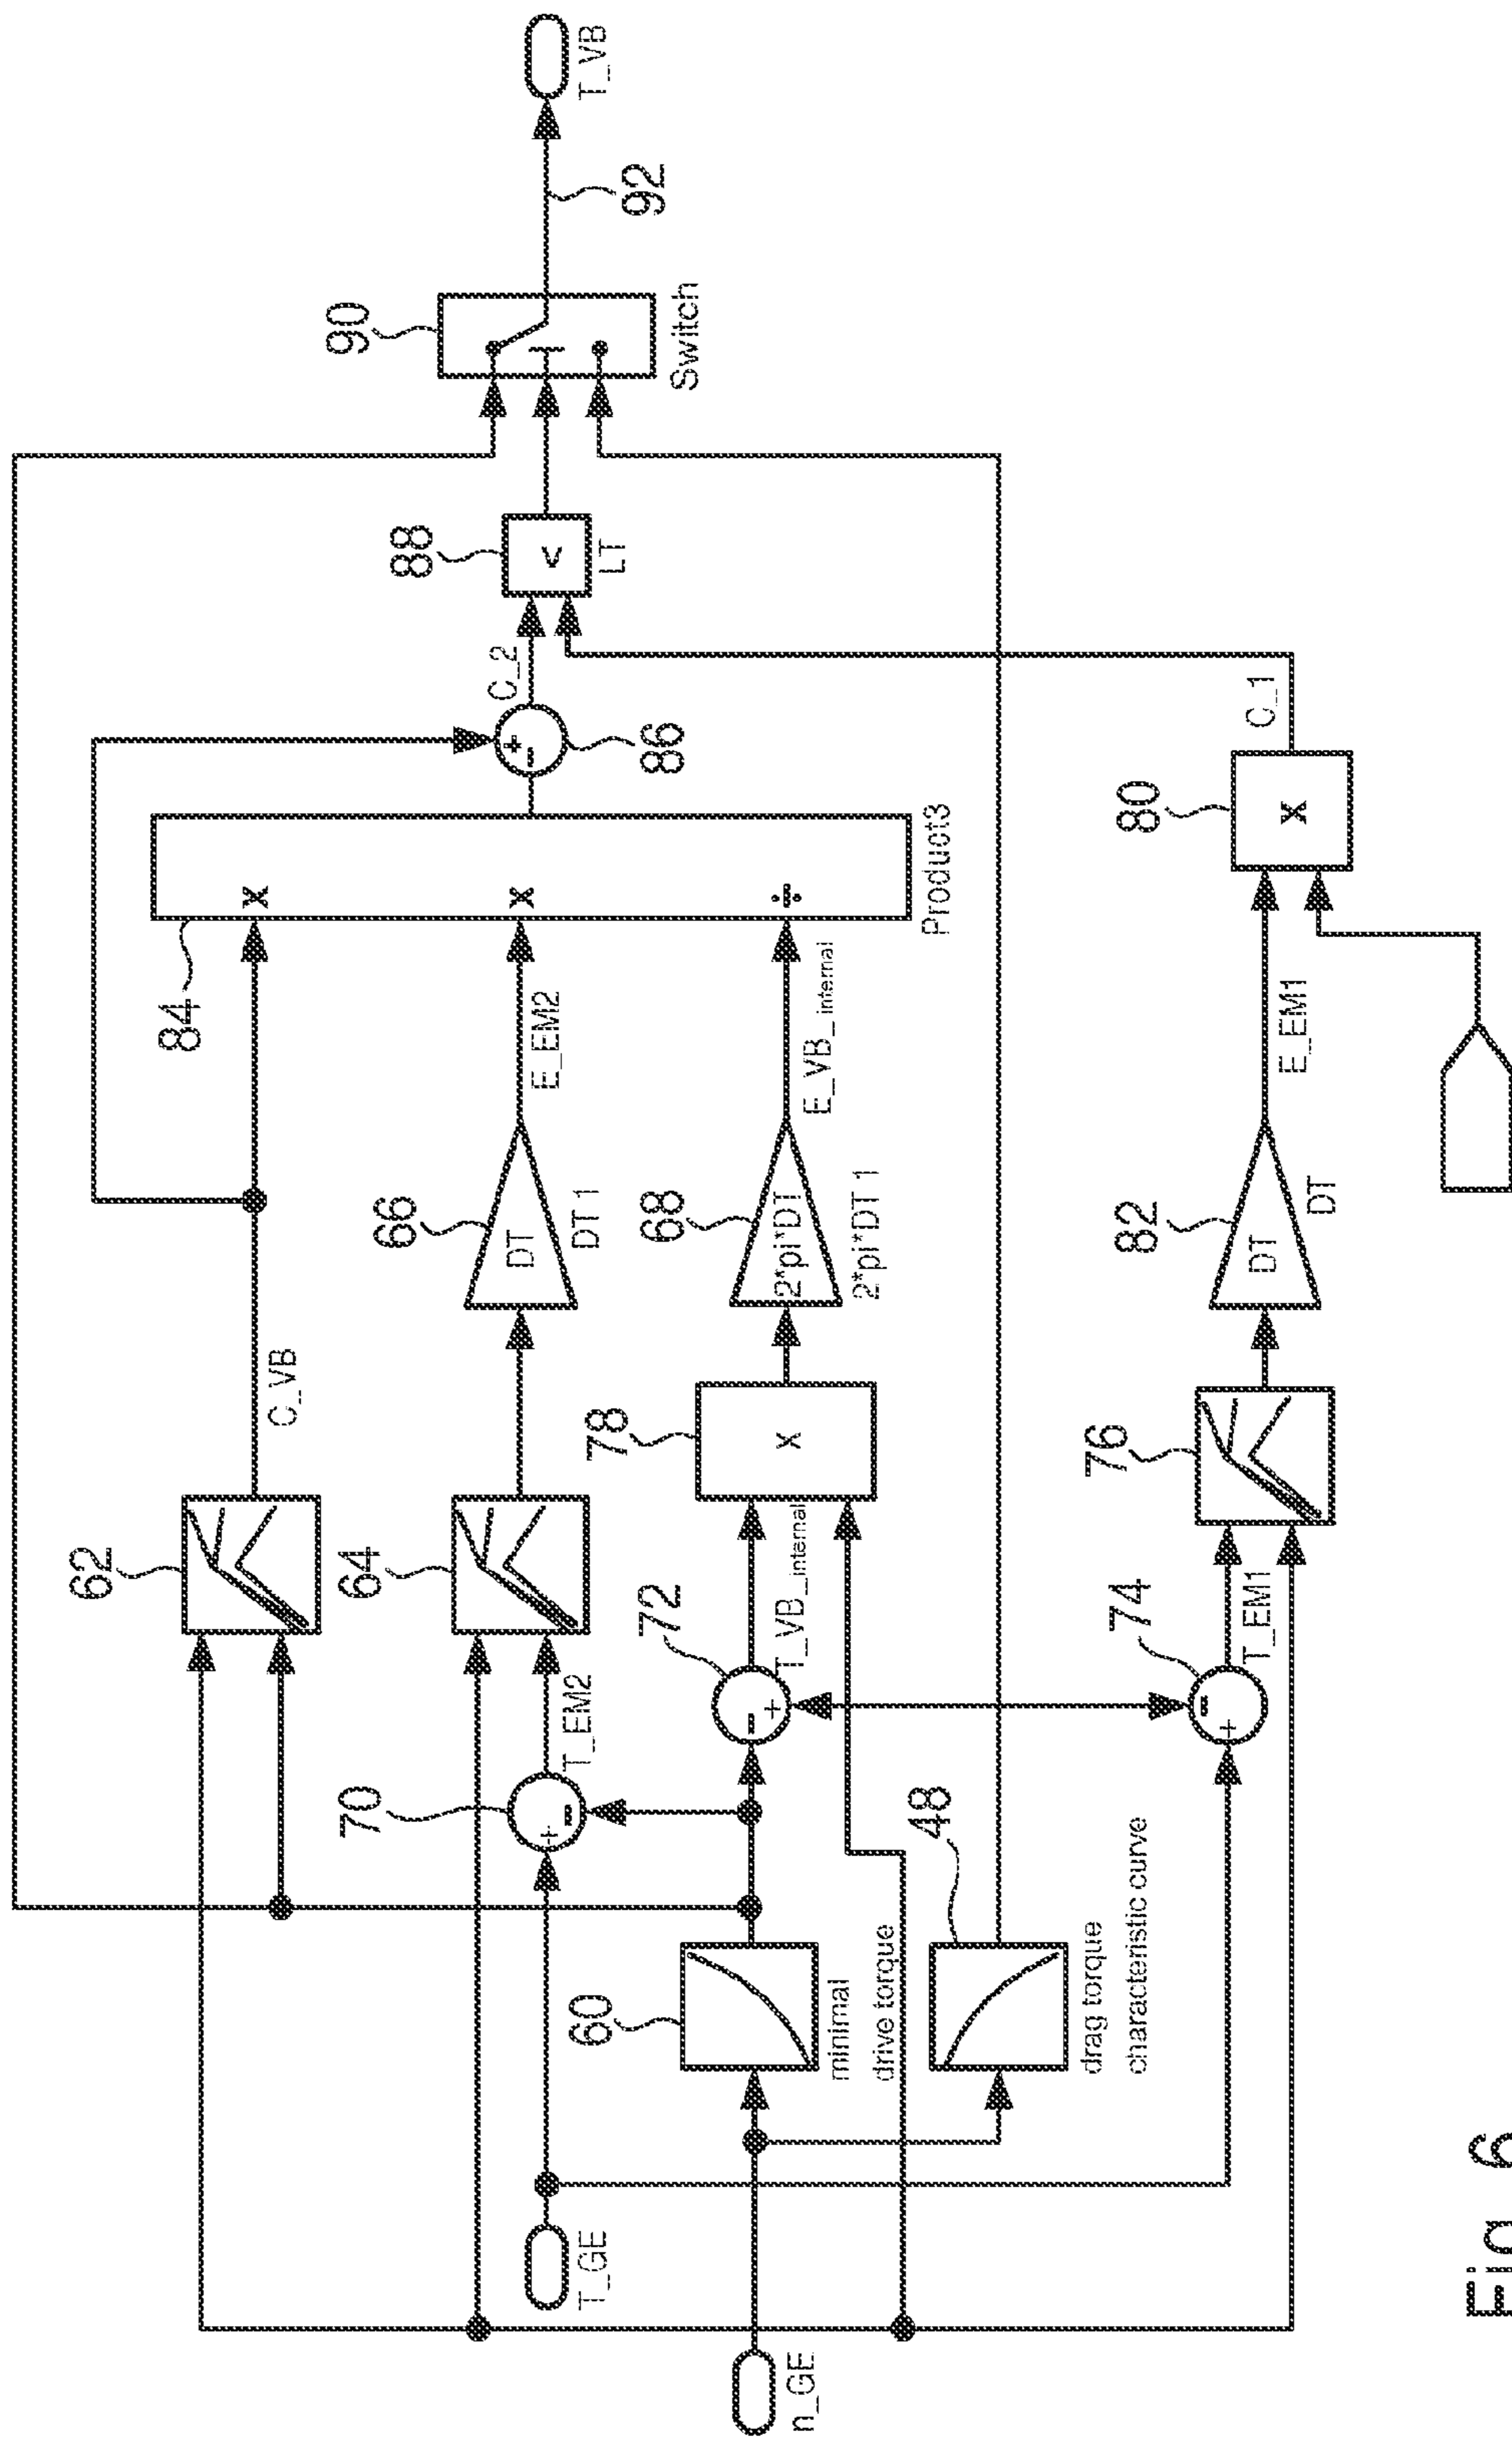 62
C_VB
84
90
T_VB
64
66
E_EM2
C_2
88
<
LT
92
70
T_EM2
DT
DT 1
+
-
86
Switch
T_GE
+
-
x
x
÷
Product3
60
minimal
drive torque
72
-
+
T_VB_internal
78
x
68
2*pi*DT
2*pi*DT 1
E_VB_internal
n_GE
48
drag torque
characteristic curve
74
-
+
T_EM1
76
82
DT
DT
E_EM1
80
x
C_1
Fig. 6